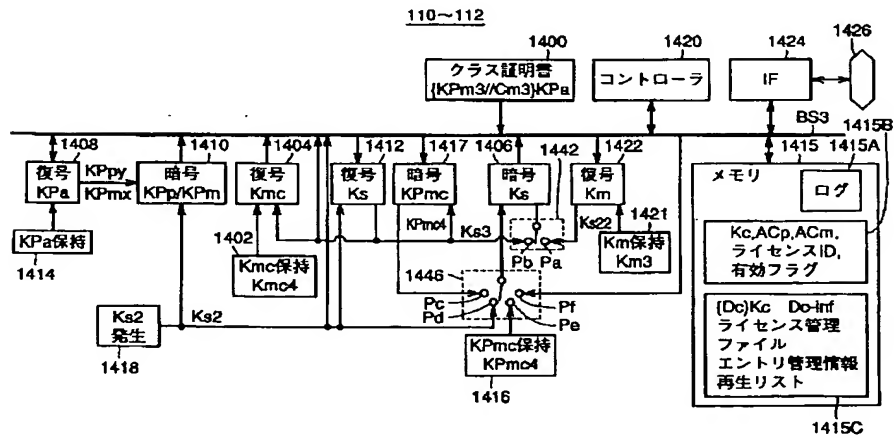 110～112
1400
1420
1424
1426
クラス証明書
{KPm3//Cm3}KPa
コントローラ
IF
BS3
1408
1410
1404
1412
1417
1406
1442
1422
1415B
1415
1415A
復号
KPa
KPpy
KPmx
暗号
KPp/KPm
復号
Kmc
復号
Ks
暗号
KPmc
暗号
Ks
復号
Km
メモリ
ログ
KPa保持
1414
1402
Kmc保持
Kmc4
KPmc4
Ks3
Ks22
Pb
Pa
1421
Km保持
Km3
Kc,ACp,ACm,
ライセンスID,
有効フラグ
1446
Pc
Pd
Pf
Pe
Ks2
発生
Ks2
1418
KPmc保持
KPmc4
1416
{Dc}Kc Dc-inf
ライセンス管理
ファイル
エントリ管理情報
再生リスト
1415C